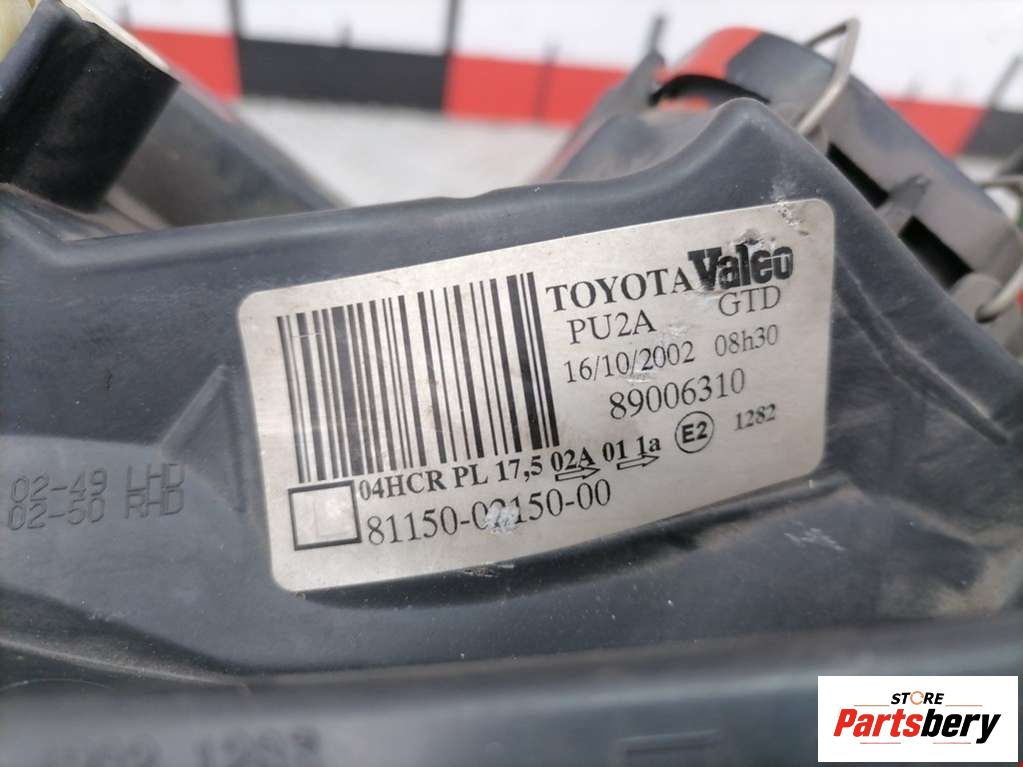 TOYOTA Valeo
PU2A GTD
16/10/2002 08h30
89006310
04HCR PL 17,5 02A 01 1a E2 1282
81150-02150-00
02-49 LHD
02-50 RHD
STORE
Partsbery